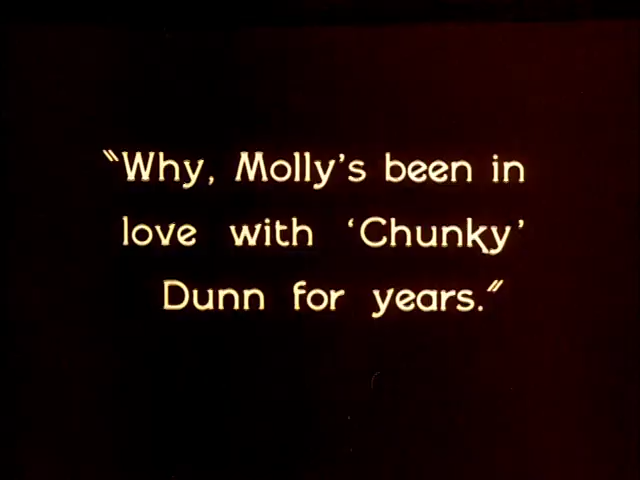 "Why, Molly's been in
love with 'Chunky'
Dunn for years."